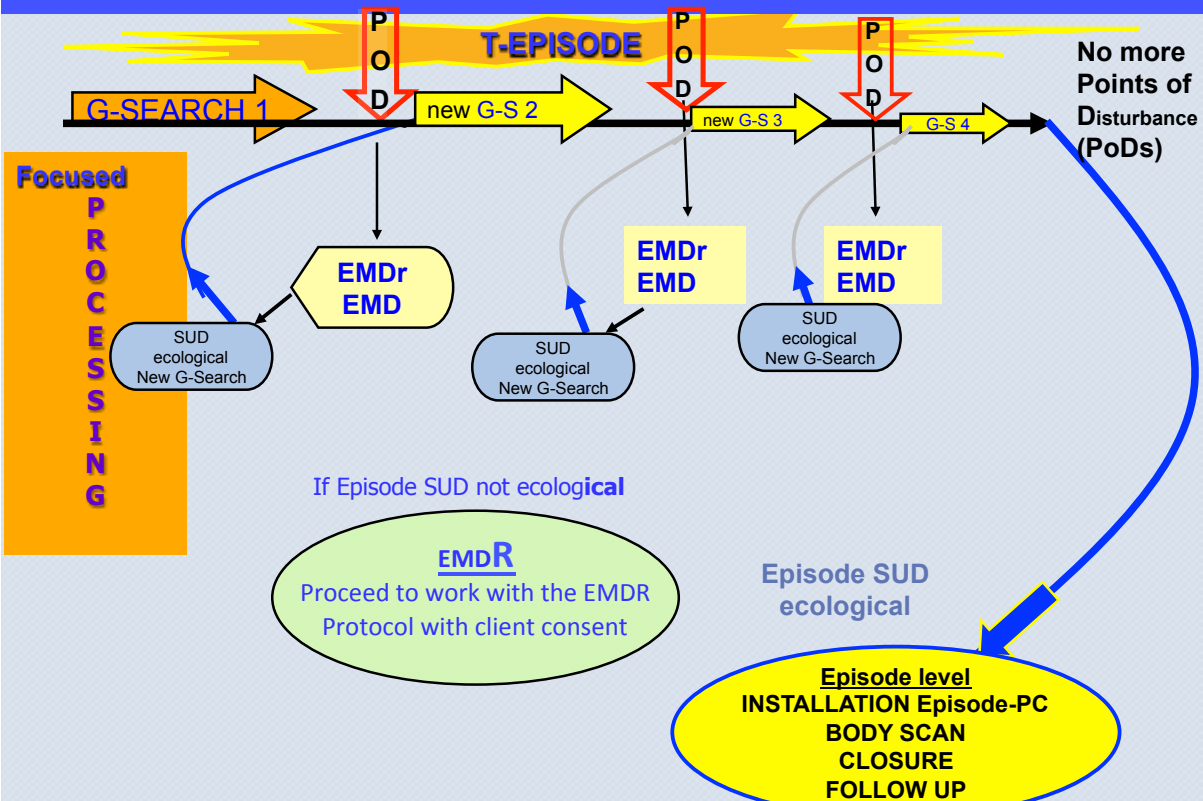 T-EPISODE
P
O
D
P
O
D
P
O
D
No more
Points of
Disturbance
(PoDs)
G-SEARCH 1
new G-S 2
new G-S 3
G-S 4
Focused
P
R
O
C
E
S
S
I
N
G
EMDr
EMD
EMDr
EMD
EMDr
EMD
SUD
ecological
New G-Search
SUD
ecological
New G-Search
SUD
ecological
New G-Search
If Episode SUD not ecological
EMDR
Proceed to work with the EMDR
Protocol with client consent
Episode SUD
ecological
Episode level
INSTALLATION Episode-PC
BODY SCAN
CLOSURE
FOLLOW UP